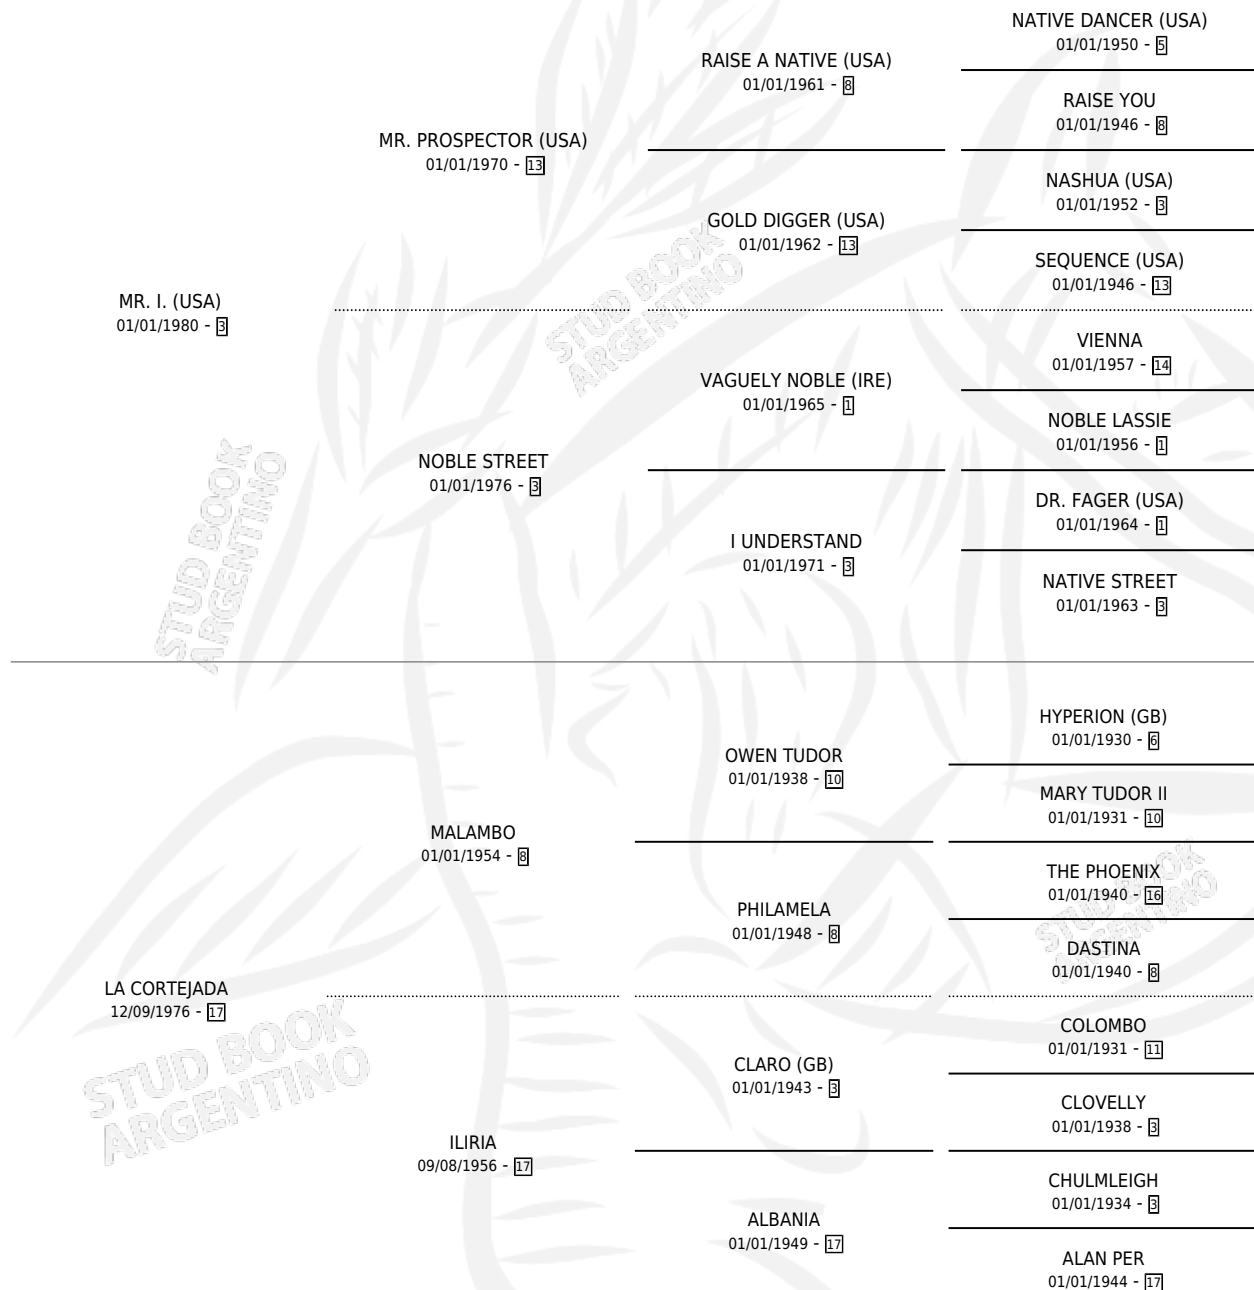 NATIVE DANCER (USA)
01/01/1950 - 5
RAISE A NATIVE (USA)
01/01/1961 - 8
RAISE YOU
01/01/1946 - 8
MR. PROSPECTOR (USA)
01/01/1970 - 13
NASHUA (USA)
01/01/1952 - 3
GOLD DIGGER (USA)
01/01/1962 - 13
SEQUENCE (USA)
01/01/1946 - 13
MR. I. (USA)
01/01/1980 - 3
STUD BOOK
ARGENTINO
VIENNA
01/01/1957 - 14
VAGUELY NOBLE (IRE)
01/01/1965 - 1
NOBLE LASSIE
01/01/1956 - 1
NOBLE STREET
01/01/1976 - 3
DR. FAGER (USA)
01/01/1964 - 1
I UNDERSTAND
01/01/1971 - 3
NATIVE STREET
01/01/1963 - 3
STUD BOOK
ARGENTINO
HYPERION (GB)
01/01/1930 - 6
OWEN TUDOR
01/01/1938 - 10
MARY TUDOR II
01/01/1931 - 10
MALAMBO
01/01/1954 - 8
THE PHOENIX
01/01/1940 - 16
PHILAMELA
01/01/1948 - 8
STUD BOOK
ARGENTINO
DASTINA
01/01/1940 - 8
LA CORTEJADA
12/09/1976 - 17
COLOMBO
01/01/1931 - 11
CLARO (GB)
01/01/1943 - 3
CLOVELLY
01/01/1938 - 3
STUD BOOK
ARGENTINO
ILIRIA
09/08/1956 - 17
CHULMLEIGH
01/01/1934 - 3
ALBANIA
01/01/1949 - 17
ALAN PER
01/01/1944 - 17